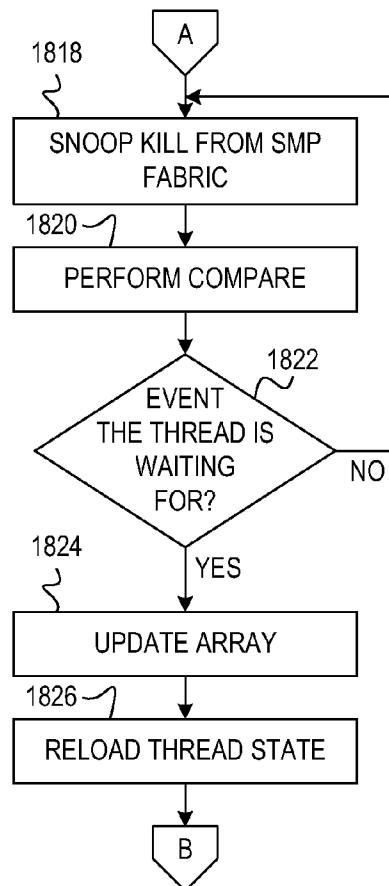 A
1818
SNOOP KILL FROM SMP
FABRIC
1820
PERFORM COMPARE
1822
EVENT
THE THREAD IS
WAITING
FOR?
NO
YES
1824
UPDATE ARRAY
1826
RELOAD THREAD STATE
B